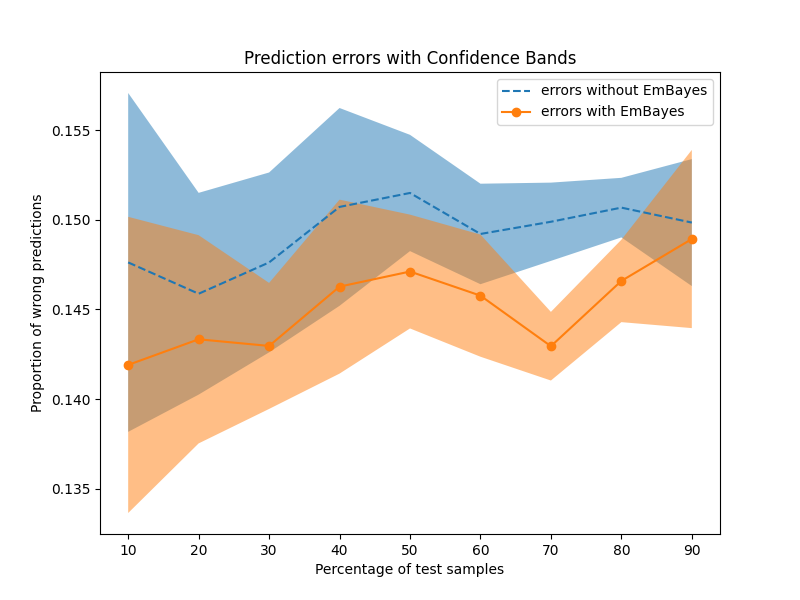 Prediction errors with Confidence Bands
errors without EmBayes
errors with EmBayes
Proportion of wrong predictions
0.155
0.150
0.145
0.140
0.135
10 20 30 40 50 60 70 80 90
Percentage of test samples